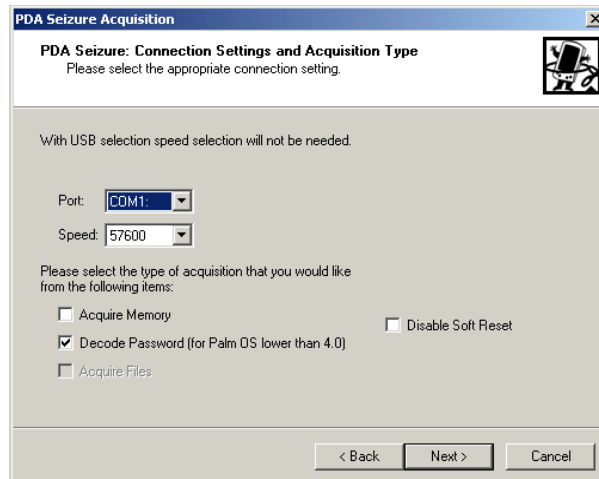 PDA Seizure Acquisition
PDA Seizure: Connection Settings and Acquisition Type
Please select the appropriate connection setting.
With USB selection speed selection will not be needed.
Port: COM1:
Speed: 57600
Please select the type of acquisition that you would like
from the following items:
Acquire Memory
Disable Soft Reset
Decode Password (for Palm OS lower than 4.0)
Acquire Files
< Back Next > Cancel